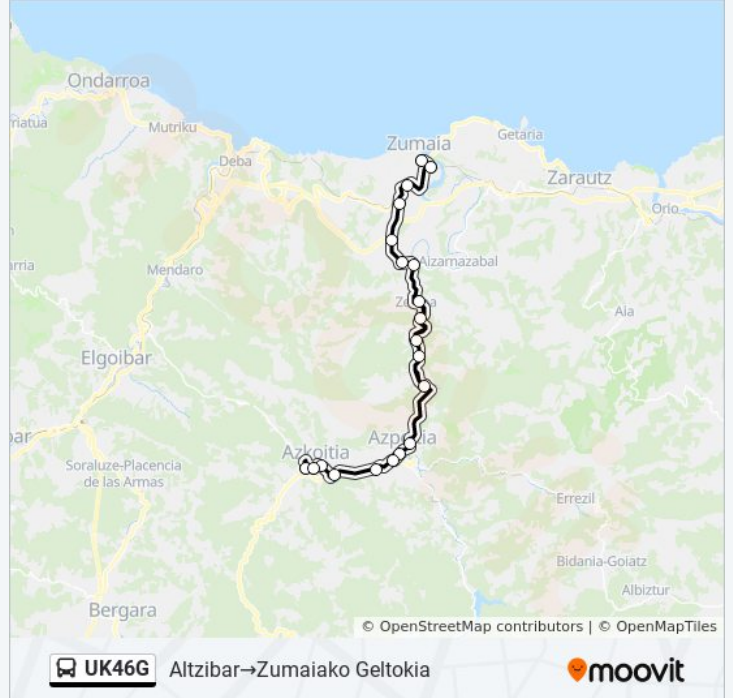 Ondarroa
Mutriku
Zumaia
Getaria
Deba
Zarautz
Orio
Aizarnazabal
Mendaro
Aia
Elgoibar
Azkoitia
Soraluze-Placencia
de las Armas
Errezil
Bidania-Goiatz
Albiztur
Bergara
© OpenStreetMap contributors | © OpenMapTiles
UK46G Altzibar→Zumaiako Geltokia moovit